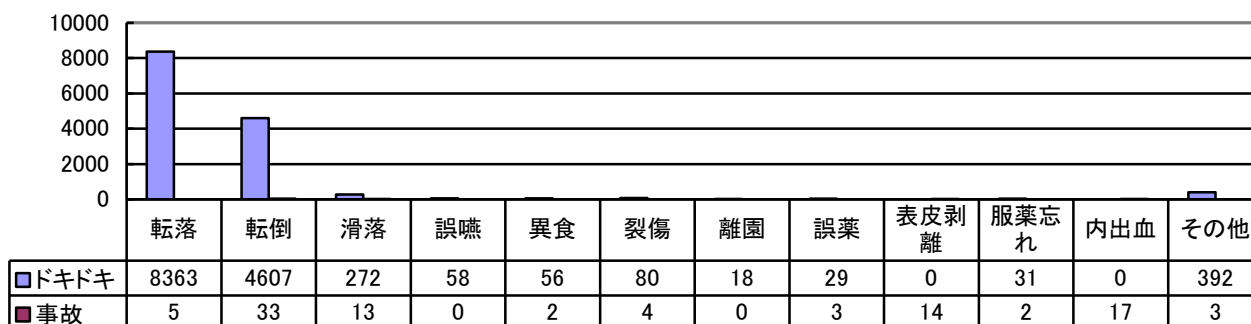 10000
8000
6000
4000
2000
0
転落 転倒 滑落 誤嚥 異食 裂傷 離園 誤薬 表皮剥離 服薬忘れ 内出血 その他
ドキドキ 8363 4607 272 58 56 80 18 29 0 31 0 392
事故 5 33 13 0 2 4 0 3 14 2 17 3